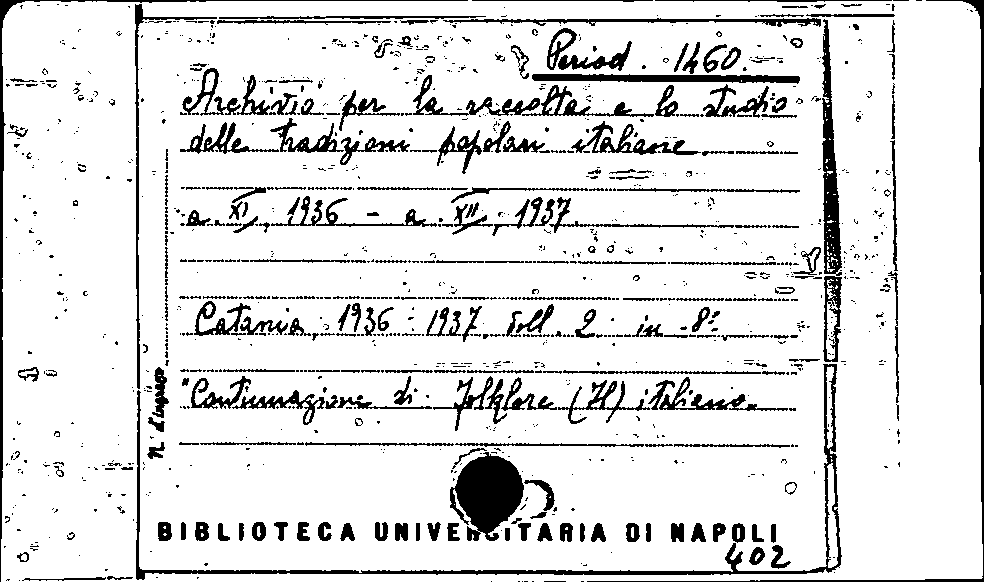 Period. 1460.
Archivio per la raccolta e lo studio
delle tradizioni popolari italiane.
a. XI, 1936 - a. XII, 1937.
Catania, 1936-1937. Voll. 2 in -8°.
"Continuazione di: Folklore (Il) italiano.
N. d'ingresso
BIBLIOTECA UNIVERSITARIA DI NAPOLI
402